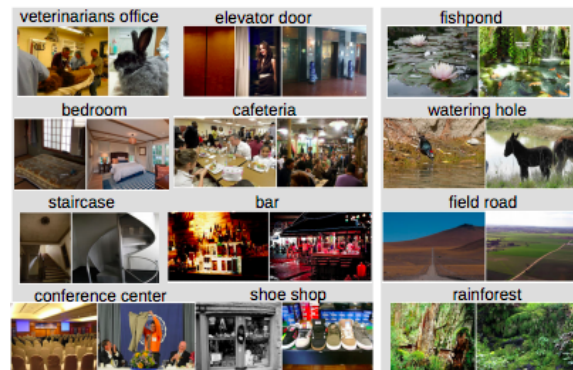 veterinarians office
elevator door
fishpond
bedroom
cafeteria
watering hole
staircase
bar
field road
conference center
shoe shop
rainforest